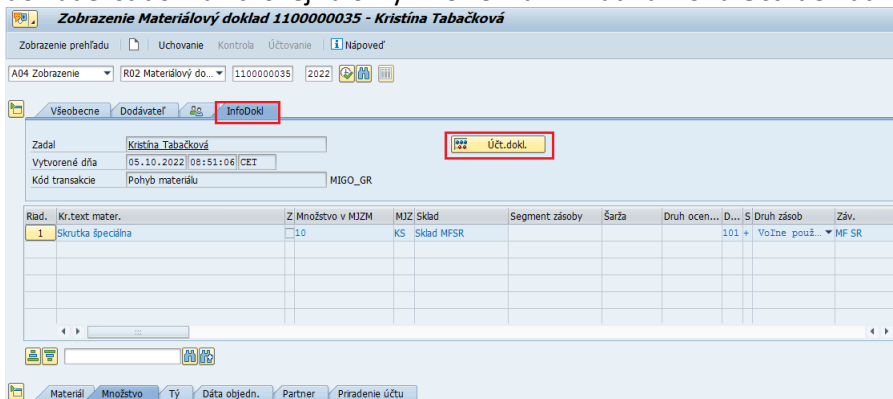 Zobrazenie Materiálový doklad 1100000035 - Kristína Tabačková
Zobrazenie prehľadu Uchovanie Kontrola Účtovanie Nápoveď
A04 Zobrazenie R02 Materiálový do... 1100000035 2022
Všeobecne Dodávateľ InfoDokl
Zadal Kristína Tabačková Účt.dokl.
Vytvorené dňa 05.10.2022 08:51:06 CET
Kód transakcie Pohyb materiálu MIGO_GR
Riad. Kr.text mater. Z Množstvo v MJZM MJZ Sklad Segment zásoby Šarža Druh ocen... D... S Druh zásob Záv.
1 Skrutka špeciálna 10 KS Sklad MFSR 101 + Voľne použ... MF SR
Materiál Množstvo Tý Dáta objedn. Partner Priradenie účtu